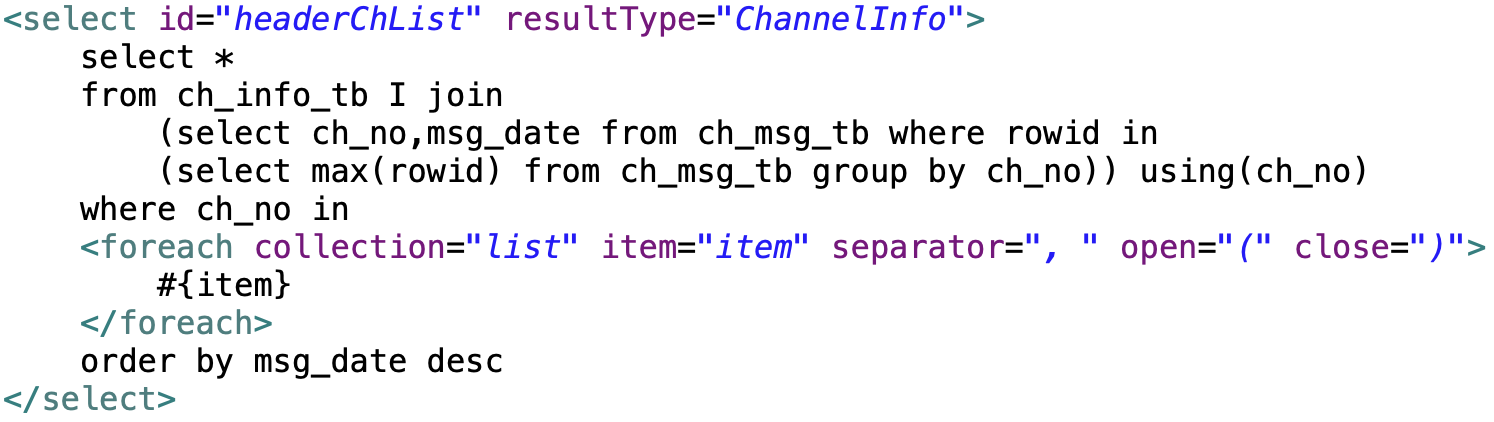 <select id="headerChList" resultType="ChannelInfo">
    select *
    from ch_info_tb I join
        (select ch_no,msg_date from ch_msg_tb where rowid in
        (select max(rowid) from ch_msg_tb group by ch_no)) using(ch_no)
    where ch_no in
    <foreach collection="list" item="item" separator=", " open="(" close=")">
        #{item}
    </foreach>
    order by msg_date desc
</select>